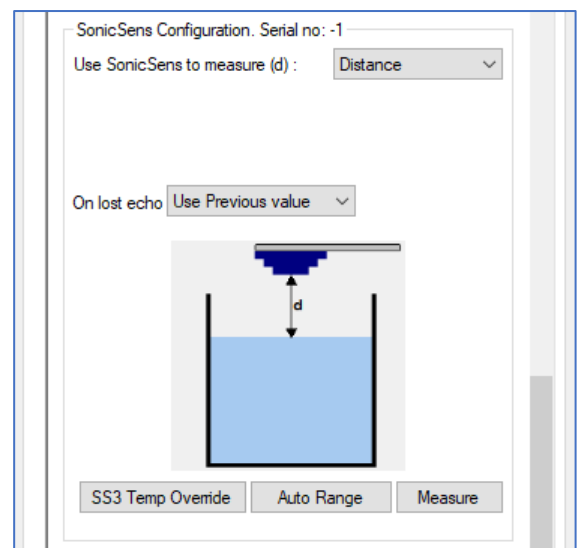 SonicSens Configuration. Serial no: -1
Use SonicSens to measure (d) : Distance
On lost echo Use Previous value
d
SS3 Temp Override Auto Range Measure